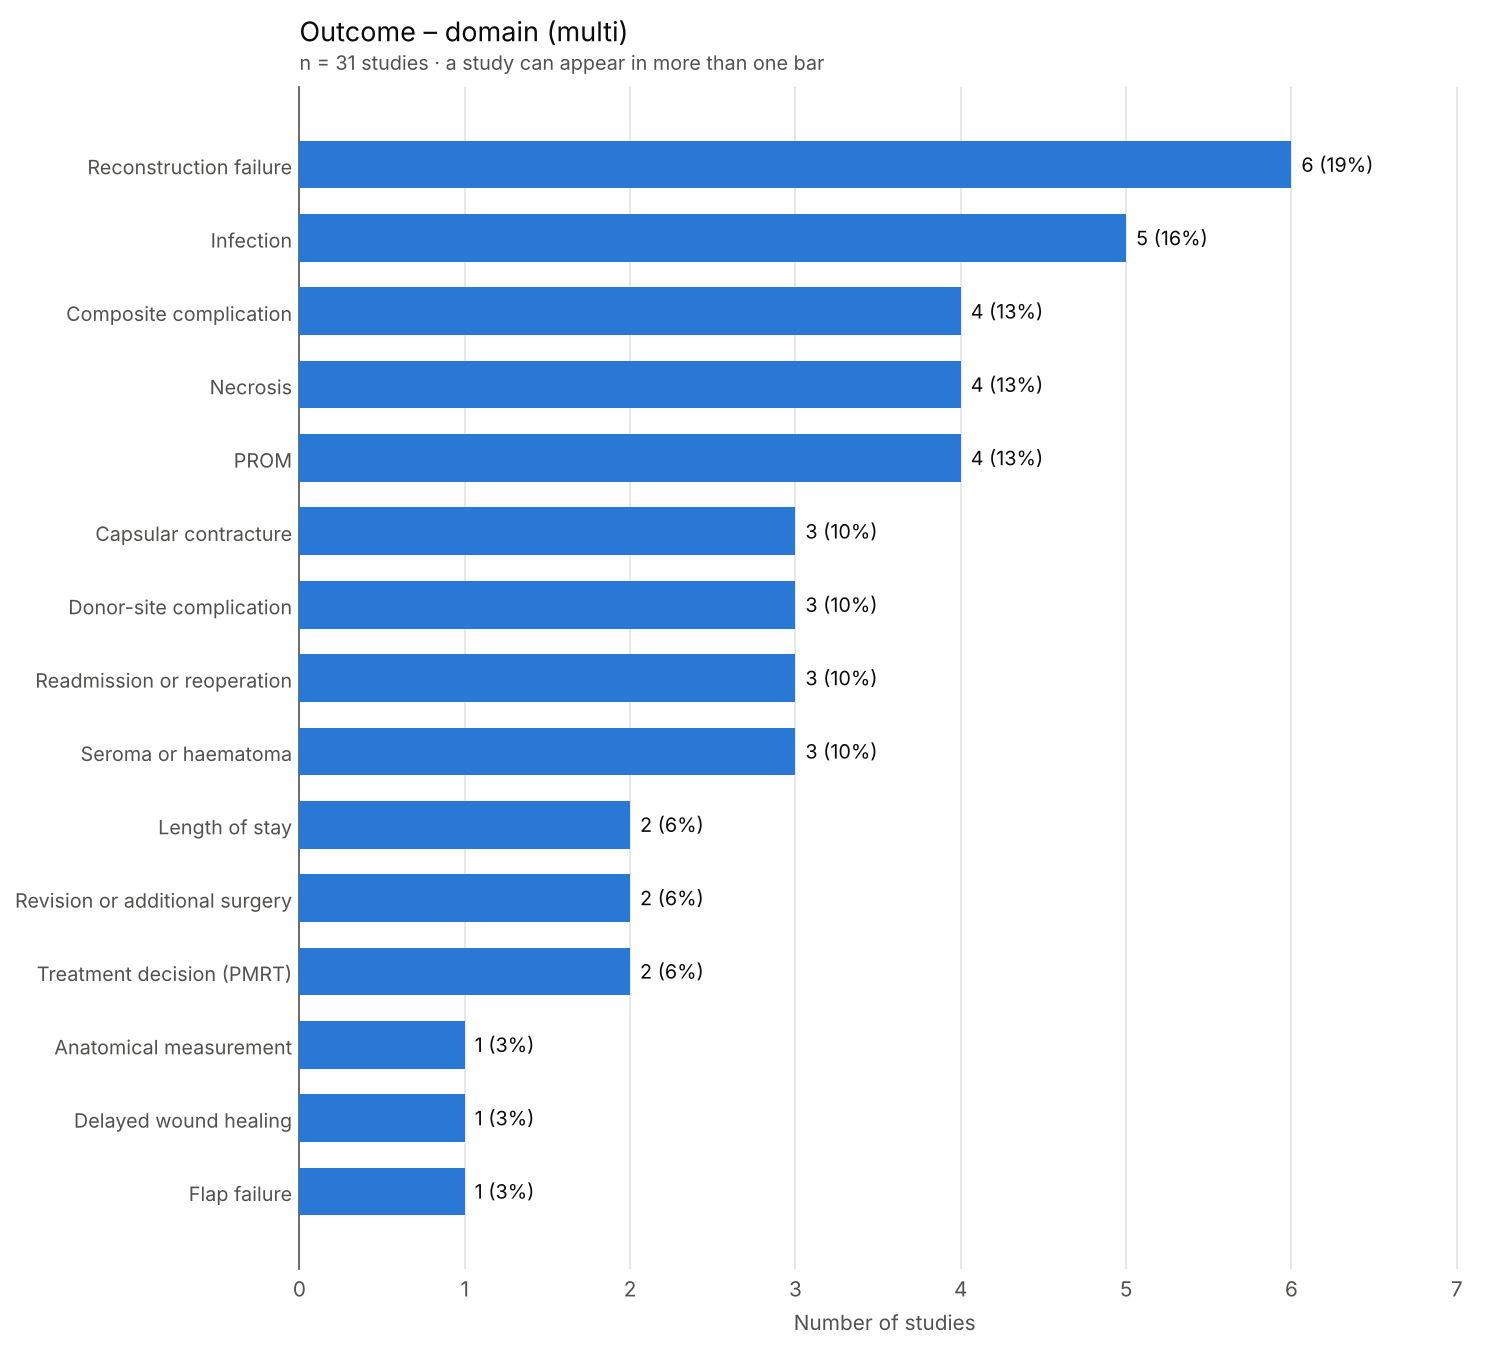 Outcome – domain (multi)
n = 31 studies · a study can appear in more than one bar
Reconstruction failure 6 (19%)
Infection 5 (16%)
Composite complication 4 (13%)
Necrosis 4 (13%)
PROM 4 (13%)
Capsular contracture 3 (10%)
Donor-site complication 3 (10%)
Readmission or reoperation 3 (10%)
Seroma or haematoma 3 (10%)
Length of stay 2 (6%)
Revision or additional surgery 2 (6%)
Treatment decision (PMRT) 2 (6%)
Anatomical measurement 1 (3%)
Delayed wound healing 1 (3%)
Flap failure 1 (3%)
0 1 2 3 4 5 6 7
Number of studies